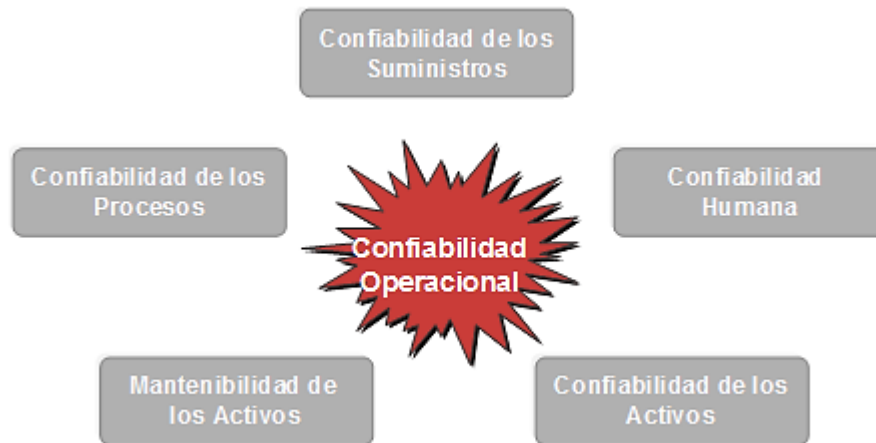 Confiabilidad de los
Suministros
Confiabilidad de los
Procesos
Confiabilidad
Humana
Confiabilidad
Operacional
Mantenibilidad de
los Activos
Confiabilidad de los
Activos